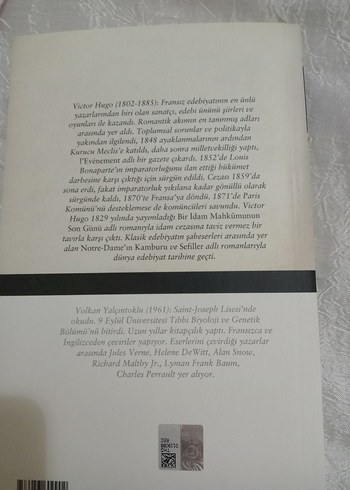 Victor Hugo (1802-1885): Fransız edebiyatının en ünlü
yazarlarından biri olan sanatçı, edebi ününü şiirleri ve
oyunları ile kazandı. Romantik akımın en tanınmış adları
arasında yer aldı. Toplumsal sorunlar ve politikayla
yakından ilgilendi, 1848 ayaklanmalarının ardından
Kurucu Meclis'e katıldı, daha sonra milletvekilliği yaptı,
l'Evénement adlı bir gazete çıkardı. 1852'de Louis
Bonaparte'ın imparatorluğunu ilan ettiği hükümet
darbesine karşı çıktığı için sürgün edildi. Cezası 1859'da
sona erdi, fakat imparatorluk yıkılana kadar gönüllü olarak
sürgünde kaldı, 1870'te Fransa'ya döndü. 1871'de Paris
Komünü'nü desteklemese de komüncüleri savundu. Victor
Hugo 1829 yılında yayımladığı Bir İdam Mahkûmunun
Son Günü adlı romanıyla idam cezasına taviz vermez bir
tavırla karşı çıktı. Klasik edebiyatın şaheserleri arasında yer
alan Notre-Dame'ın Kamburu ve Sefiller adlı romanlarıyla
dünya edebiyat tarihine geçti.
Volkan Yalçıntoklu (1961): Saint-Joseph Lisesi'nde
okudu. 9 Eylül Üniversitesi Tıbbi Biyoloji ve Genetik
Bölümü'nü bitirdi. Uzun yıllar kitapçılık yaptı. Fransızca ve
İngilizceden çeviriler yapıyor. Eserlerini çevirdiği yazarlar
arasında Jules Verne, Helene DeWitt, Alan Snow,
Richard Maltby Jr., Lyman Frank Baum,
Charles Perrault yer alıyor.